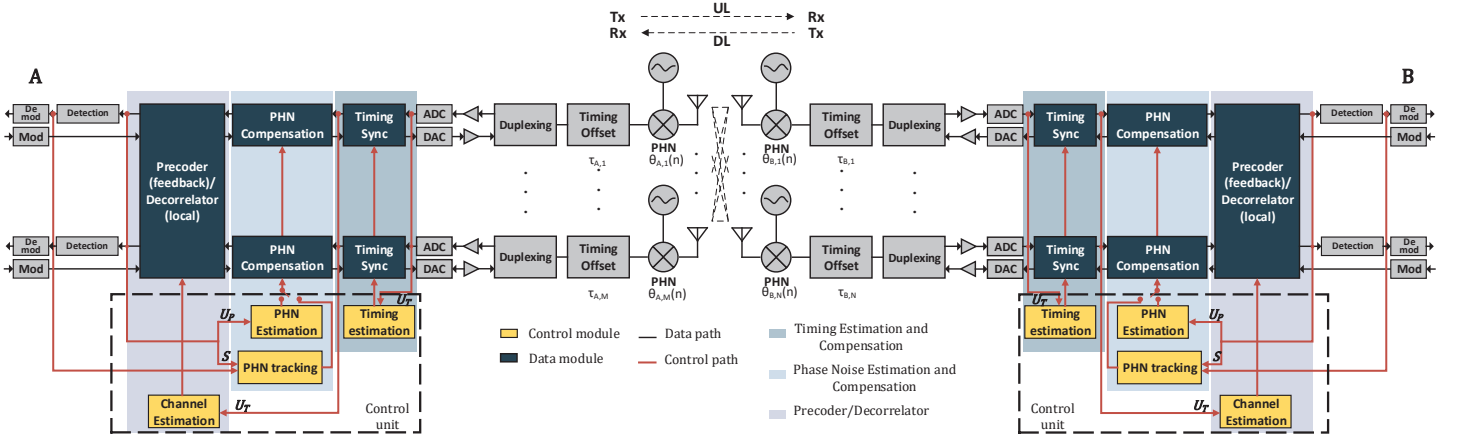 Tx UL Rx
Rx DL Tx
A
B
De
mod
Detection
Mod
Precoder
(feedback)/
Decorrelator
(local)
PHN
Compensation
Timing
Sync
ADC
DAC
Duplexing
Timing
Offset
τA,1
PHN
θA,1(n)
PHN
θB,1(n)
Timing
Offset
τB,1
Duplexing
ADC
DAC
Timing
Sync
PHN
Compensation
Precoder
(feedback)/
Decorrelator
(local)
Detection
De
mod
Mod
De
mod
Detection
Mod
PHN
Compensation
Timing
Sync
ADC
DAC
Duplexing
Timing
Offset
τA,M
PHN
θA,M(n)
PHN
θB,N(n)
Timing
Offset
τB,N
Duplexing
ADC
DAC
Timing
Sync
PHN
Compensation
Detection
De
mod
Mod
UT
UP
PHN
Estimation
Timing
estimation
S
PHN tracking
Channel
Estimation
UT
Control
unit
Control module
Data module
Data path
Control path
Timing Estimation and
Compensation
Phase Noise Estimation and
Compensation
Precoder/Decorrelator
UT
Timing
estimation
PHN
Estimation
UP
S
PHN tracking
Control
unit
UT
Channel
Estimation